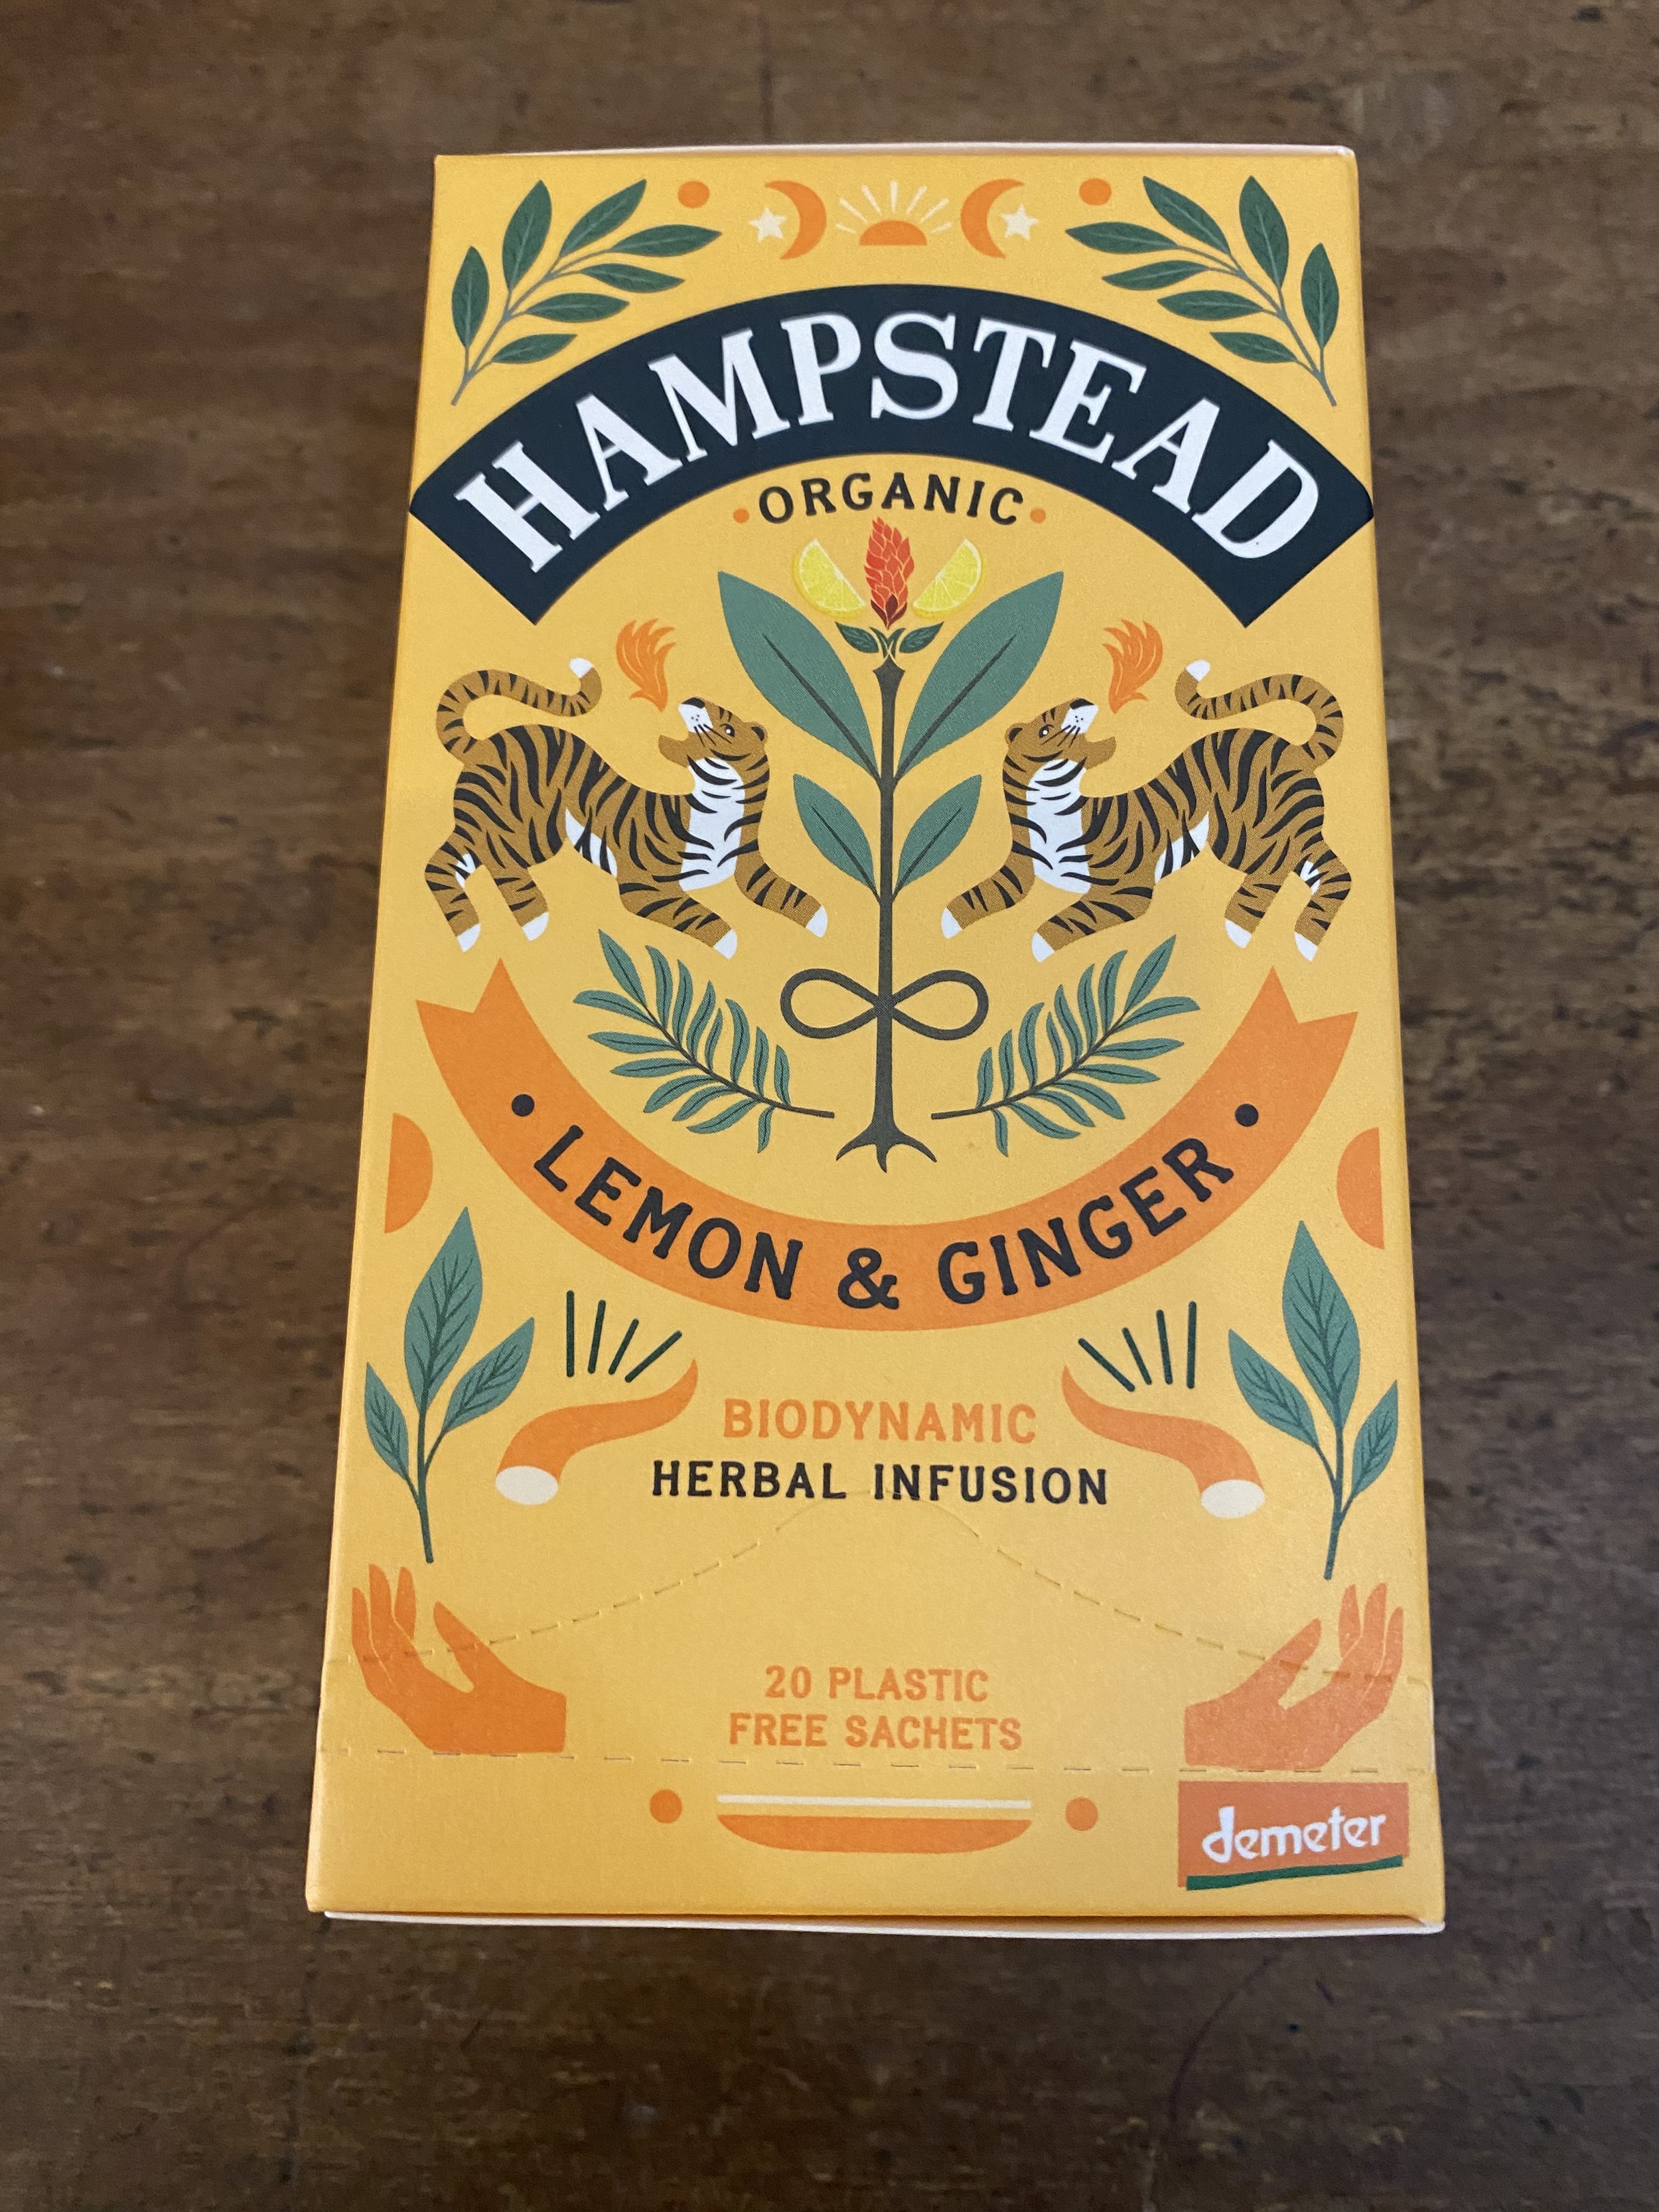 HAMPSTEAD
·ORGANIC·
·LEMON & GINGER·
BIODYNAMIC
HERBAL INFUSION
20 PLASTIC
FREE SACHETS
demeter